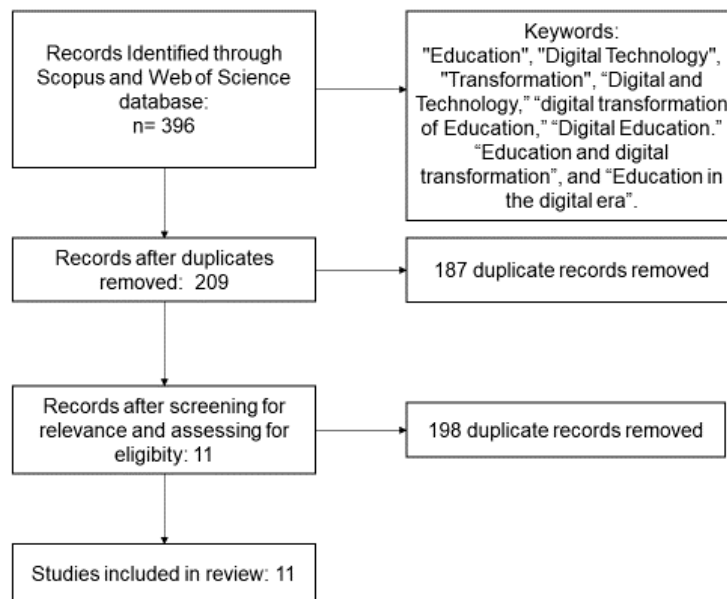 Records Identified through
Scopus and Web of Science
database:
n= 396
Keywords:
"Education", "Digital Technology",
"Transformation", “Digital and
Technology,” “digital transformation
of Education,” “Digital Education.”
“Education and digital
transformation”, and “Education in
the digital era”.
Records after duplicates
removed: 209
187 duplicate records removed
Records after screening for
relevance and assessing for
eligibity: 11
198 duplicate records removed
Studies included in review: 11